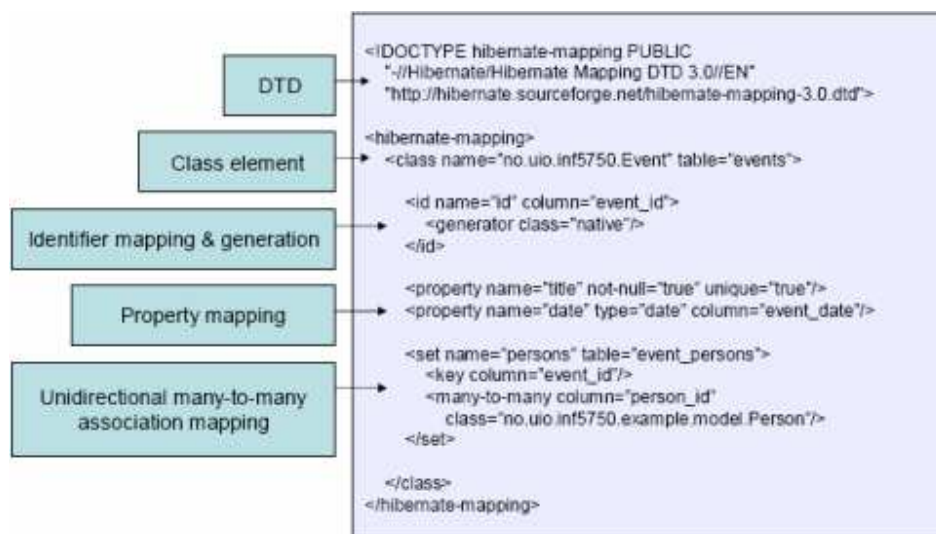 DTD
Class element
Identifier mapping & generation
Property mapping
Unidirectional many-to-many
association mapping
<!DOCTYPE hibernate-mapping PUBLIC
"-//Hibernate/Hibernate Mapping DTD 3.0//EN"
"http://hibernate.sourceforge.net/hibernate-mapping-3.0.dtd">
<hibernate-mapping>
<class name="no.uio.inf5750.Event" table="events">
<id name="id" column="event_id">
<generator class="native"/>
</id>
<property name="title" not-null="true" unique="true"/>
<property name="date" type="date" column="event_date"/>
<set name="persons" table="event_persons">
<key column="event_id"/>
<many-to-many column="person_id"
class="no.uio.inf5750.example.model.Person"/>
</set>
</class>
</hibernate-mapping>